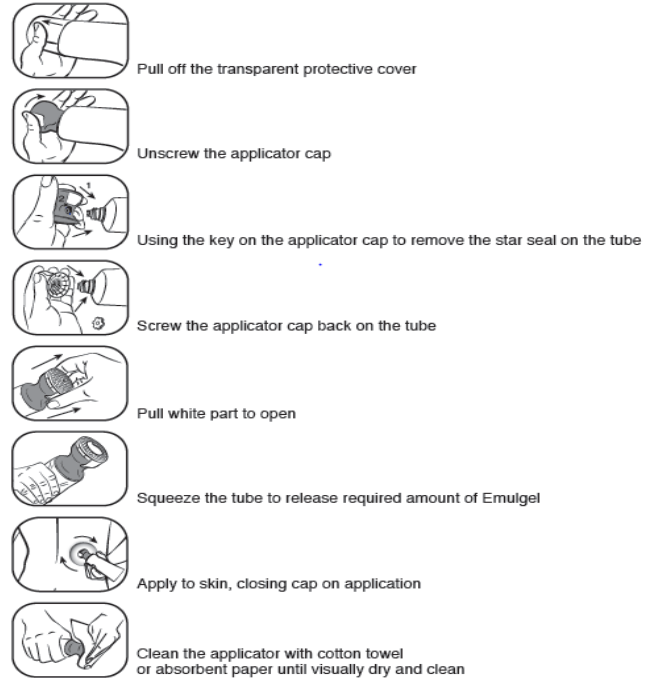 Pull off the transparent protective cover
Unscrew the applicator cap
1
2
Using the key on the applicator cap to remove the star seal on the tube
Screw the applicator cap back on the tube
Pull white part to open
Squeeze the tube to release required amount of Emulgel
Apply to skin, closing cap on application
Clean the applicator with cotton towel
or absorbent paper until visually dry and clean